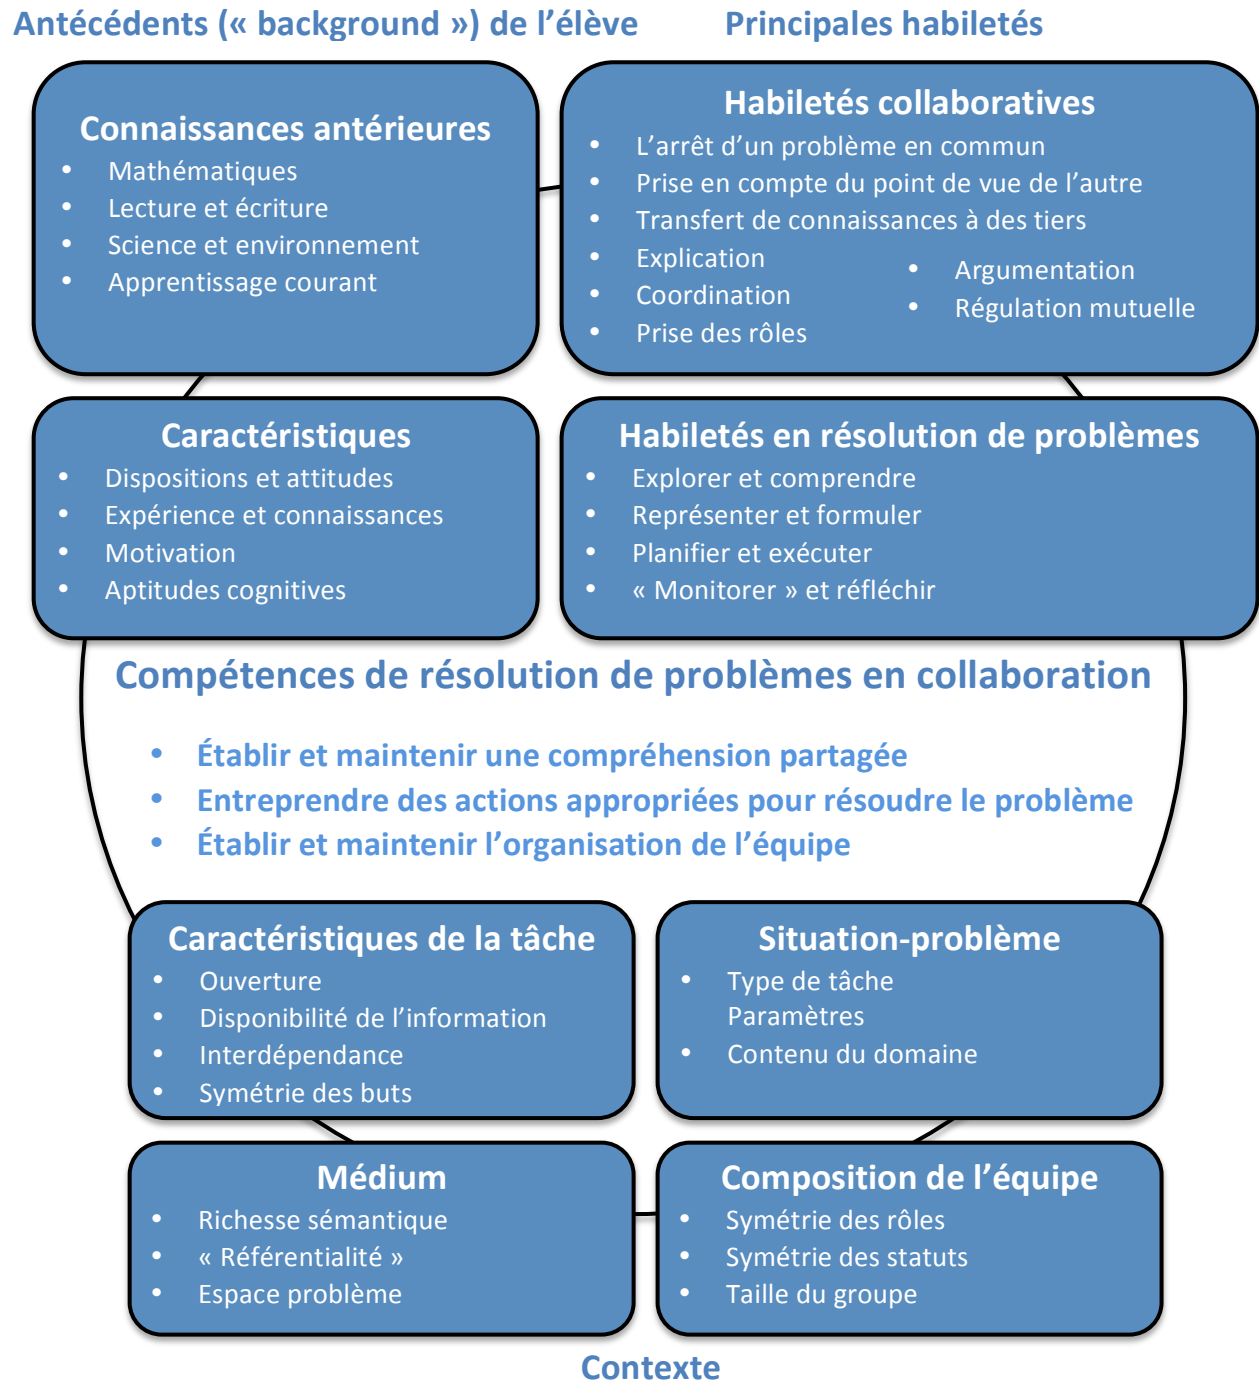 Antécédents (« background ») de l’élève
Principales habiletés
Connaissances antérieures
• Mathématiques
• Lecture et écriture
• Science et environnement
• Apprentissage courant
Habiletés collaboratives
• L’arrêt d’un problème en commun
• Prise en compte du point de vue de l’autre
• Transfert de connaissances à des tiers
• Explication
• Coordination
• Prise des rôles
• Argumentation
• Régulation mutuelle
Caractéristiques
• Dispositions et attitudes
• Expérience et connaissances
• Motivation
• Aptitudes cognitives
Habiletés en résolution de problèmes
• Explorer et comprendre
• Représenter et formuler
• Planifier et exécuter
• « Monitorer » et réfléchir
Compétences de résolution de problèmes en collaboration
• Établir et maintenir une compréhension partagée
• Entreprendre des actions appropriées pour résoudre le problème
• Établir et maintenir l’organisation de l’équipe
Caractéristiques de la tâche
• Ouverture
• Disponibilité de l’information
• Interdépendance
• Symétrie des buts
Situation-problème
• Type de tâche
Paramètres
• Contenu du domaine
Médium
• Richesse sémantique
• « Référentialité »
• Espace problème
Composition de l’équipe
• Symétrie des rôles
• Symétrie des statuts
• Taille du groupe
Contexte